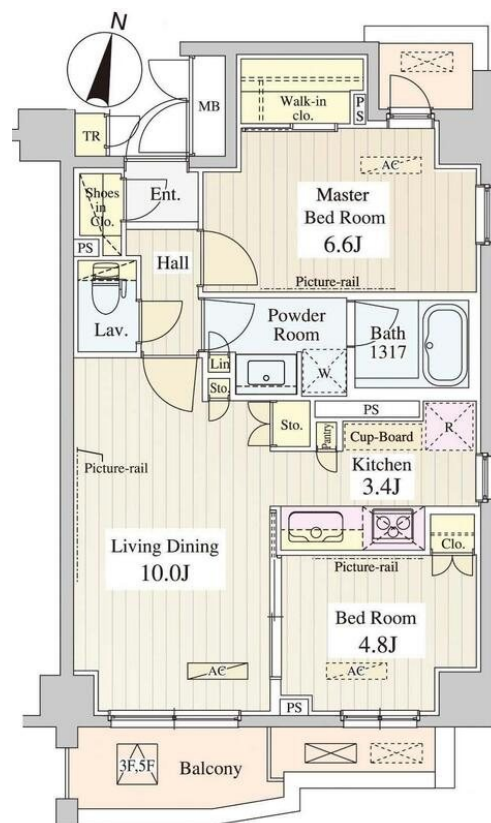 N
MB
TR
Walk-in
clo.
PS
AC
Shoes
in
Clo.
Ent.
Master
Bed Room
6.6J
PS
Hall
Picture-rail
Lav.
Powder
Room
Bath
1317
Lin
Sto.
W.
Sto.
PS
Pantry
Cup-Board
R
Picture-rail
Kitchen
3.4J
Living Dining
10.0J
Clo.
Picture-rail
Bed Room
4.8J
AC
AC
PS
3F,5F
Balcony